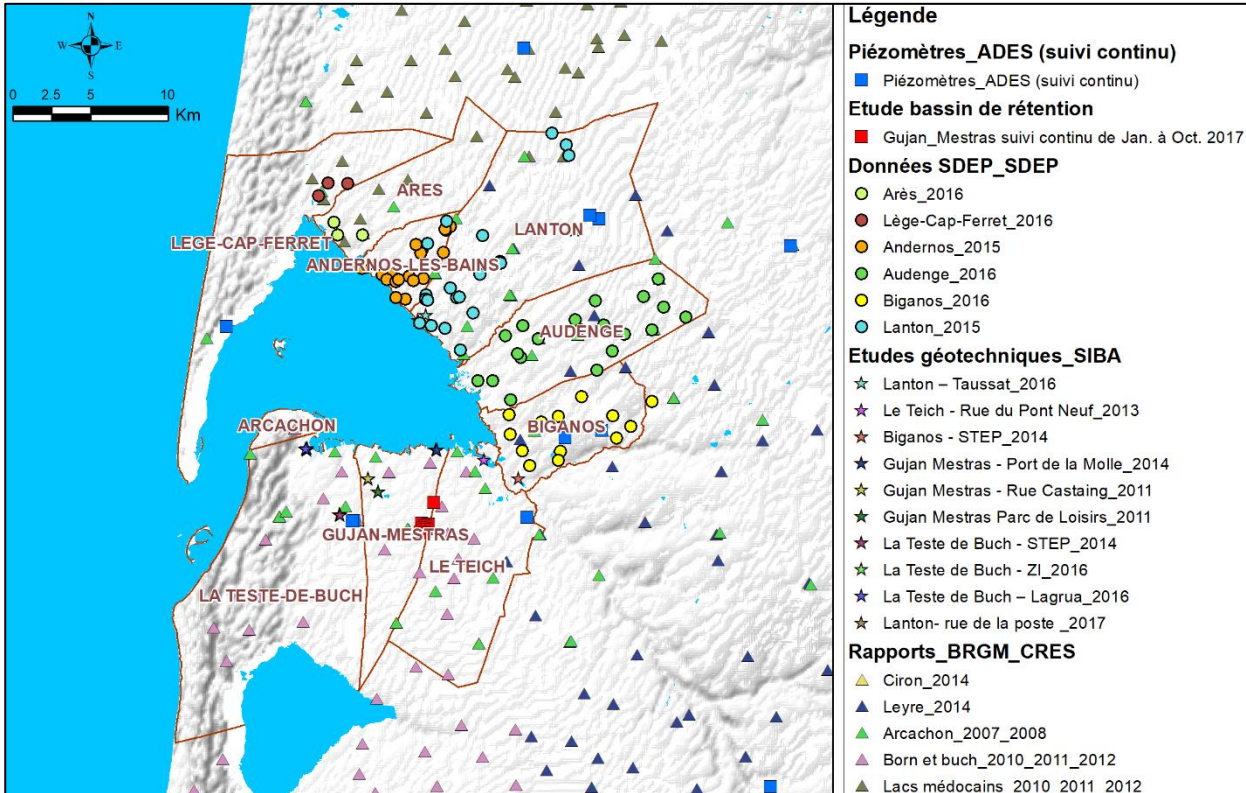 N
W E
S
0 2.5 5 10
Km
ARES
LANTON
LEGE-CAP-FERRET
ANDERNOS-LES-BAINS
AUDENGE
ARCACHON
BIGANOS
GUJAN-MESTRAS
LE TEICH
LA TESTE-DE-BUCH
Légende
Piézomètres_ADES (suivi continu)
Piézomètres_ADES (suivi continu)
Etude bassin de rétention
Gujan_Mestras suivi continu de Jan. à Oct. 2017
Données SDEP_SDEP
Arès_2016
Lège-Cap-Ferret_2016
Andernos_2015
Audenge_2016
Biganos_2016
Lanton_2015
Etudes géotechniques_SIBA
Lanton – Taussat_2016
Le Teich - Rue du Pont Neuf_2013
Biganos - STEP_2014
Gujan Mestras - Port de la Molle_2014
Gujan Mestras - Rue Castaing_2011
Gujan Mestras Parc de Loisirs_2011
La Teste de Buch - STEP_2014
La Teste de Buch - ZI_2016
La Teste de Buch – Lagrua_2016
Lanton- rue de la poste _2017
Rapports_BRGM_CRES
Ciron_2014
Leyre_2014
Arcachon_2007_2008
Born et buch_2010_2011_2012
Lacs médocains_2010_2011_2012